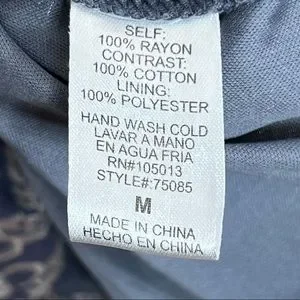 SELF:
100% RAYON
CONTRAST:
100% COTTON
LINING:
100% POLYESTER
HAND WASH COLD
LAVAR A MANO
EN AGUA FRIA
RN#105013
STYLE#:75085
M
MADE IN CHINA
HECHO EN CHINA